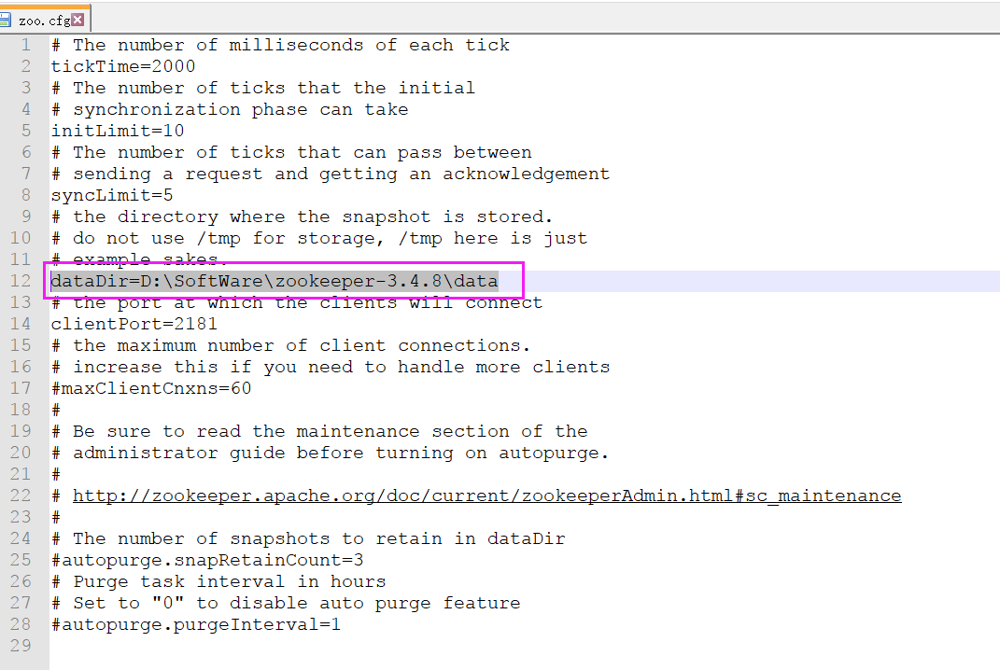 zoo.cfg
1 # The number of milliseconds of each tick
2 tickTime=2000
3 # The number of ticks that the initial
4 # synchronization phase can take
5 initLimit=10
6 # The number of ticks that can pass between
7 # sending a request and getting an acknowledgement
8 syncLimit=5
9 # the directory where the snapshot is stored.
10 # do not use /tmp for storage, /tmp here is just
11 # example sakes.
12 dataDir=D:\SoftWare\zookeeper-3.4.8\data
13 # the port at which the clients will connect
14 clientPort=2181
15 # the maximum number of client connections.
16 # increase this if you need to handle more clients
17 #maxClientCnxns=60
18 #
19 # Be sure to read the maintenance section of the
20 # administrator guide before turning on autopurge.
21 #
22 # http://zookeeper.apache.org/doc/current/zookeeperAdmin.html#sc_maintenance
23 #
24 # The number of snapshots to retain in dataDir
25 #autopurge.snapRetainCount=3
26 # Purge task interval in hours
27 # Set to "0" to disable auto purge feature
28 #autopurge.purgeInterval=1
29